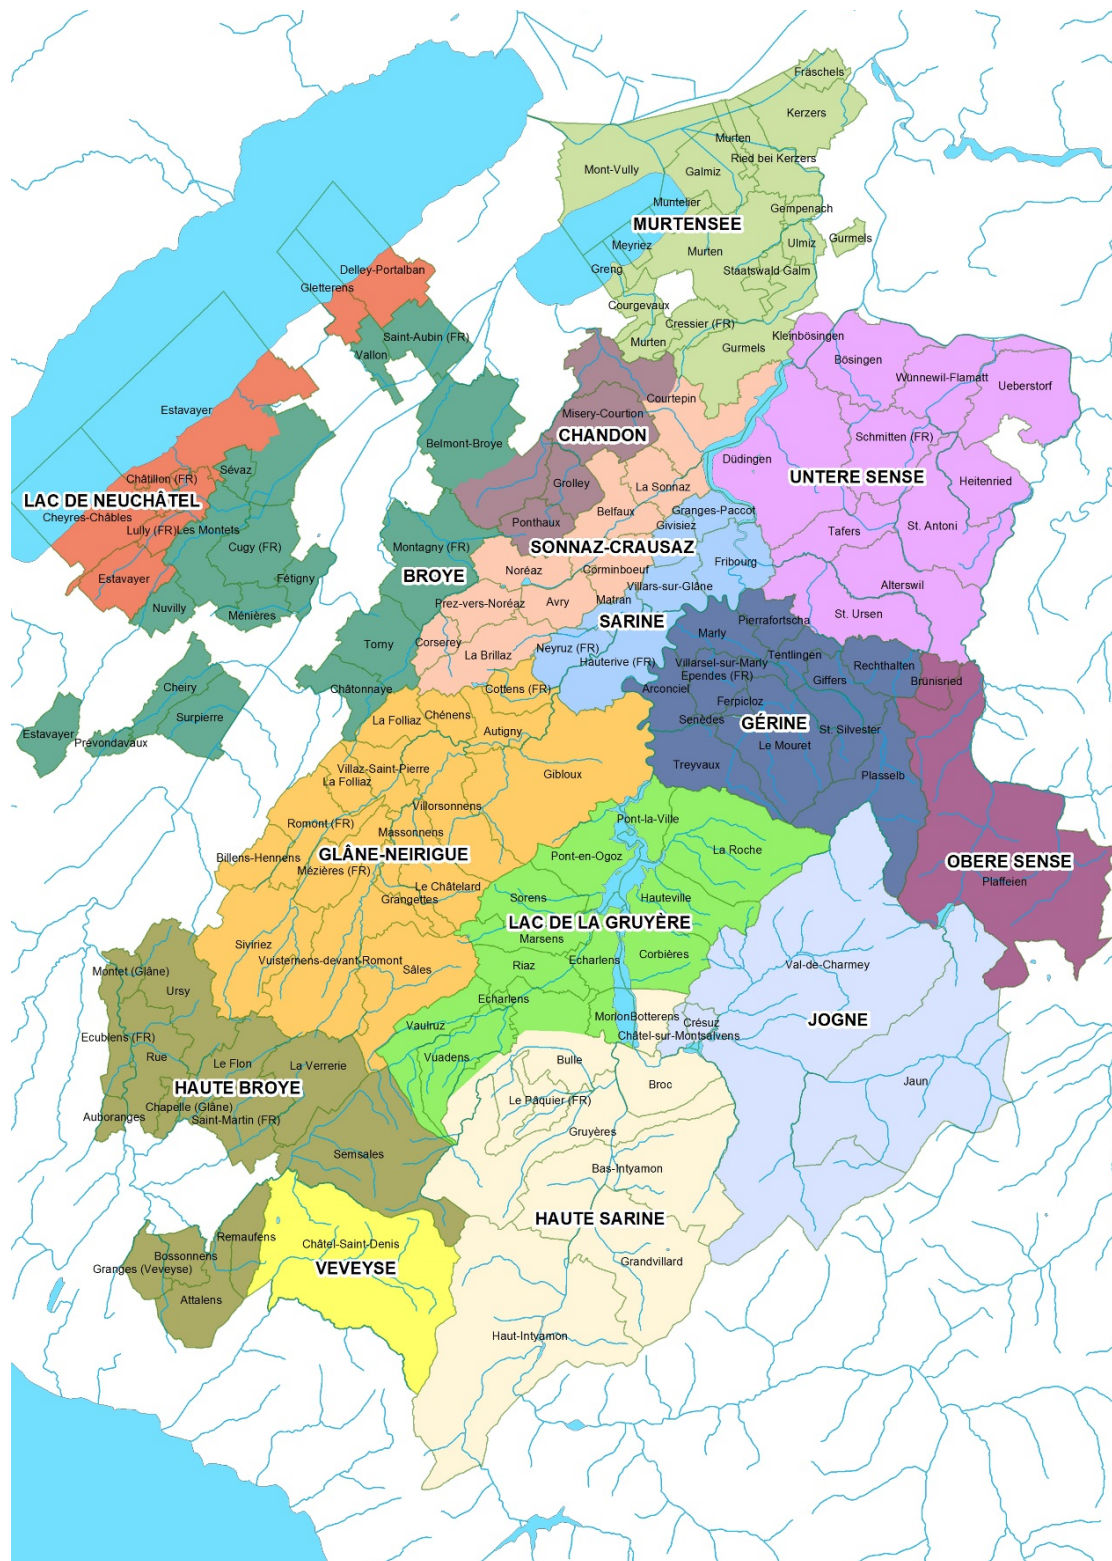 Fräschels
Kerzers
Murten
Ried bei Kerzers
Mont-Vully
Galmiz
Muntelier
Gempenach
MURTENSEE
Gurmels
Meyriez
Murten
Ulmiz
Greng
Staatswald Galm
Delley-Portalban
Gletterens
Courgevaux
Cressier (FR)
Saint-Aubin (FR)
Murten
Gurmels
Kleinbösingen
Vallon
Bösingen
Wünnewil-Flamatt
Ueberstorf
Courtepin
Estavayer
Misery-Courtion
Belmont-Broye
CHANDON
Schmitten (FR)
Düdingen
Sévaz
Châtillon (FR)
Grolley
La Sonnaz
UNTERE SENSE
Heitenried
LAC DE NEUCHÂTEL
Cheyres-Châbles
Lully (FR)
Les Montets
Belfaux
Granges-Paccot
Ponthaux
Givisiez
Tafers
St. Antoni
Cugy (FR)
Montagny (FR)
SONNAZ-CRAUSAZ
Fribourg
Estavayer
Fétigny
BROYE
Noréaz
Corminboeuf
Villars-sur-Glâne
Alterswil
Nuvilly
Ménières
Prez-vers-Noréaz
Avry
Matran
St. Ursen
SARINE
Pierrafortscha
Torny
Corserey
Neyruz (FR)
Marly
La Brillaz
Hauterive (FR)
Villarsel-sur-Marly
Tentlingen
Rechthalten
Cheiry
Châtonnaye
Cottens (FR)
Arconciel
Ependes (FR)
Giffers
Brünisried
Surpierre
La Folliaz
Chénens
Ferpicloz
Estavayer
Prévondavaux
Autigny
Senèdes
GÉRINE
St. Silvester
Le Mouret
Villaz-Saint-Pierre
La Folliaz
Gibloux
Treyvaux
Plasselb
Villorsonnens
Romont (FR)
Massonnens
Pont-la-Ville
Billens-Hennens
GLÂNE-NEIRIGUE
Pont-en-Ogoz
La Roche
OBERE SENSE
Mézières (FR)
Plaffeien
Le Châtelard
Grangettes
Sorens
Hauteville
LAC DE LA GRUYÈRE
Siviriez
Marsens
Vuisternens-devant-Romont
Sâles
Riaz
Echarlens
Corbières
Val-de-Charmey
Montet (Glâne)
Ursy
Echarlens
Morlon
Botterens
Crésuz
JOGNE
Vaulruz
Châtel-sur-Montsalvens
Ecublens (FR)
Rue
Le Flon
La Verrerie
Vuadens
Bulle
Broc
Jaun
HAUTE BROYE
Le Pâquier (FR)
Auboranges
Chapelle (Glâne)
Saint-Martin (FR)
Gruyères
Semsales
Bas-Intyamon
HAUTE SARINE
Remaufens
Châtel-Saint-Denis
Bossonnens
Granges (Veveyse)
VEVEYSE
Grandvillard
Attalens
Haut-Intyamon